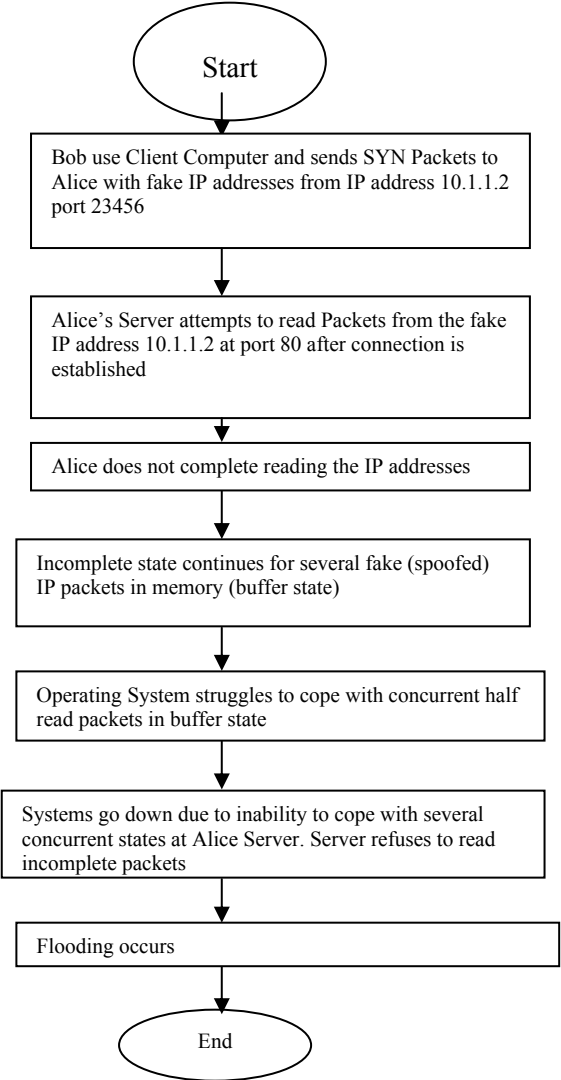 Start
Bob use Client Computer and sends SYN Packets to
Alice with fake IP addresses from IP address 10.1.1.2
port 23456
Alice’s Server attempts to read Packets from the fake
IP address 10.1.1.2 at port 80 after connection is
established
Alice does not complete reading the IP addresses
Incomplete state continues for several fake (spoofed)
IP packets in memory (buffer state)
Operating System struggles to cope with concurrent half
read packets in buffer state
Systems go down due to inability to cope with several
concurrent states at Alice Server. Server refuses to read
incomplete packets
Flooding occurs
End